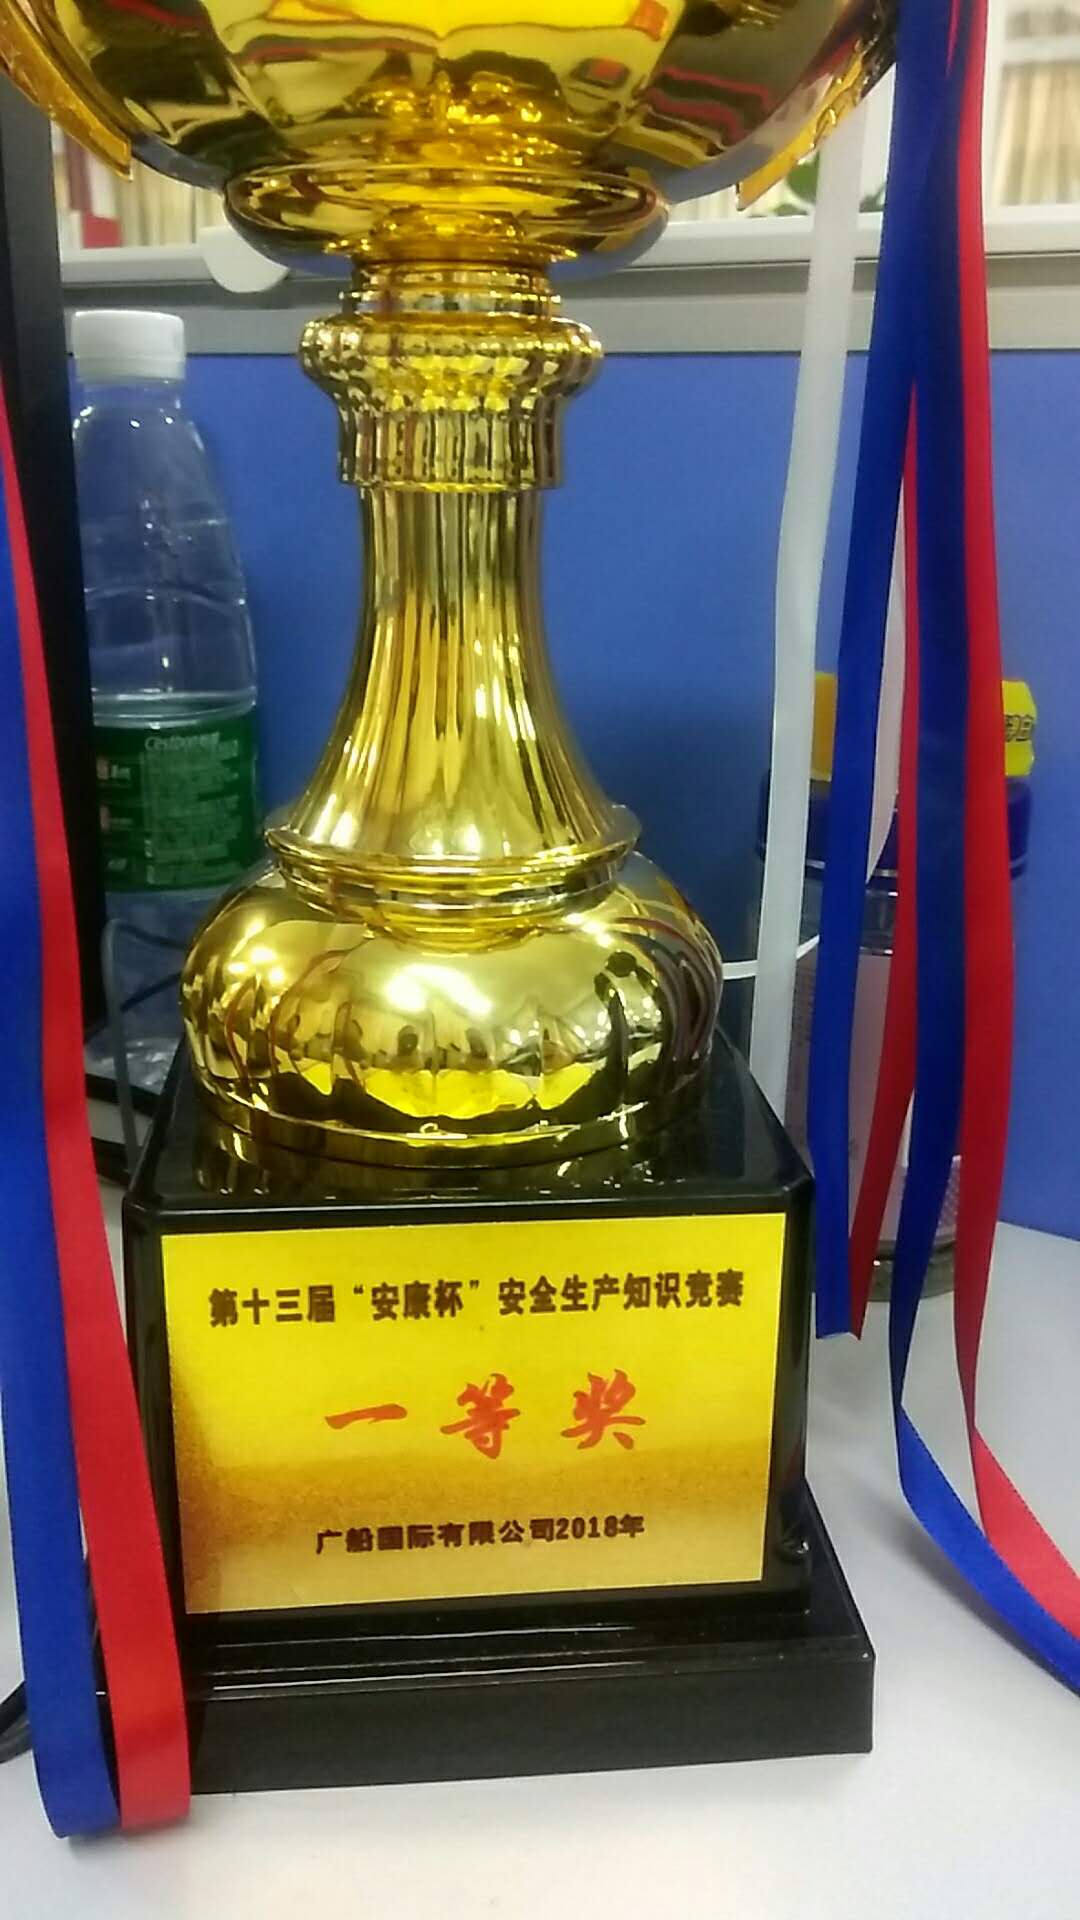 Cestbon
第十三届“安康杯”安全生产知识竞赛
一等奖
广船国际有限公司2018年